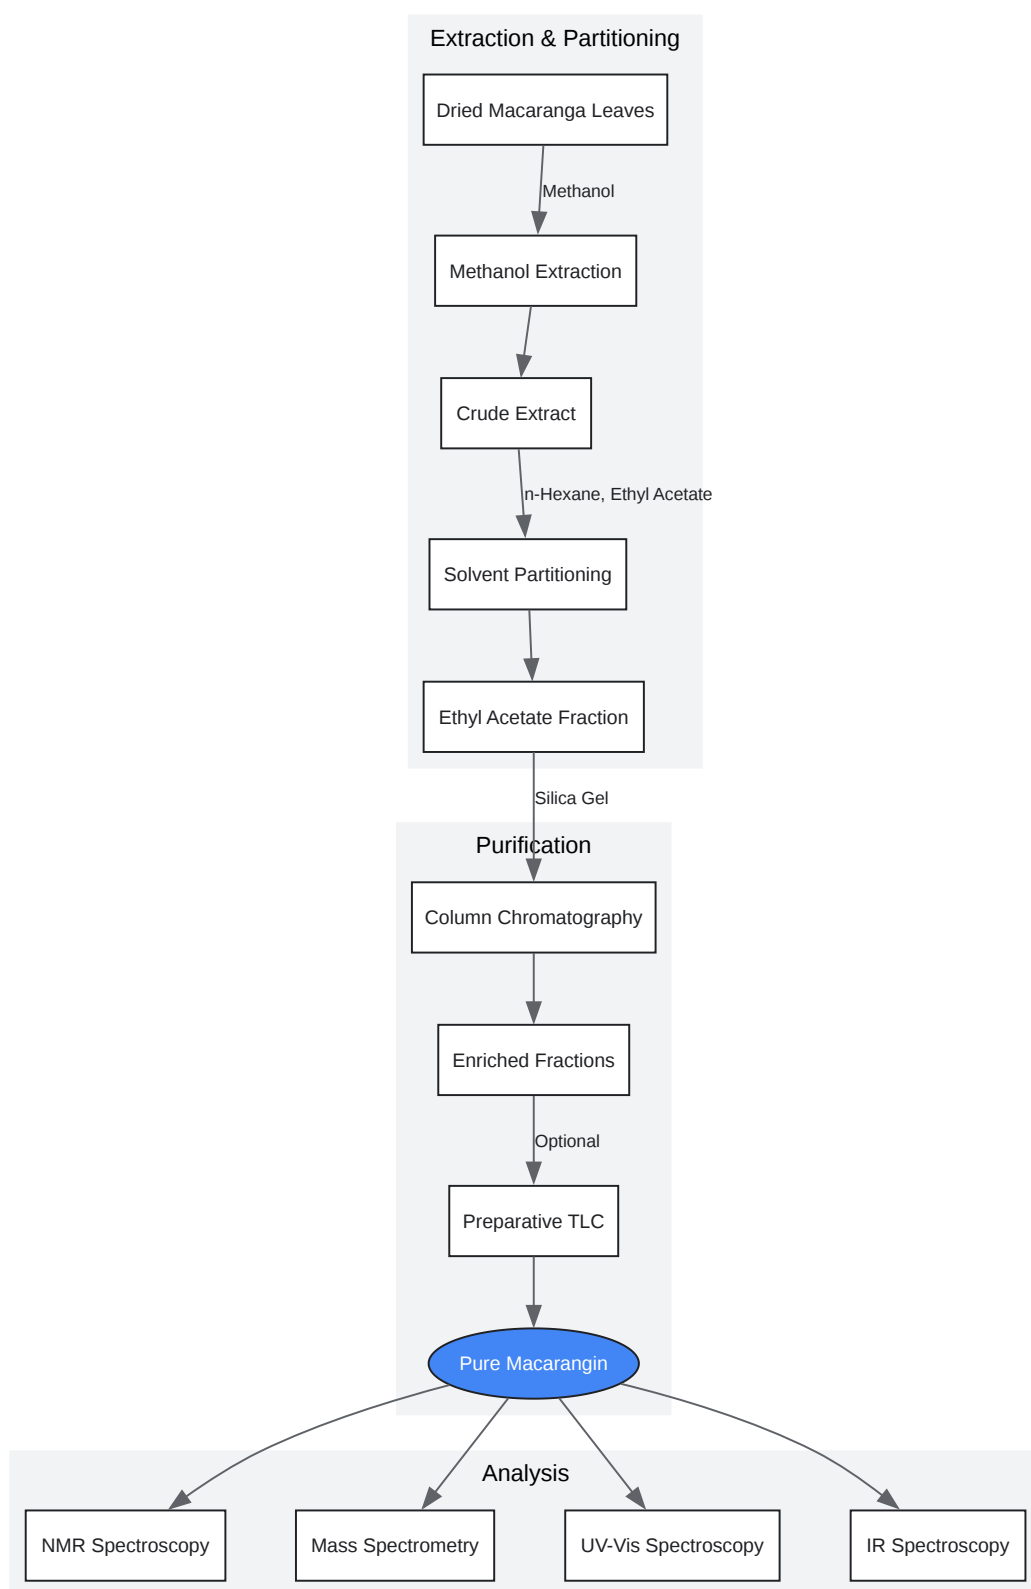 Extraction & Partitioning
Dried Macaranga Leaves
Methanol
Methanol Extraction
Crude Extract
n-Hexane, Ethyl Acetate
Solvent Partitioning
Ethyl Acetate Fraction
Silica Gel
Purification
Column Chromatography
Enriched Fractions
Optional
Preparative TLC
Pure Macarangin
Analysis
NMR Spectroscopy
Mass Spectrometry
UV-Vis Spectroscopy
IR Spectroscopy